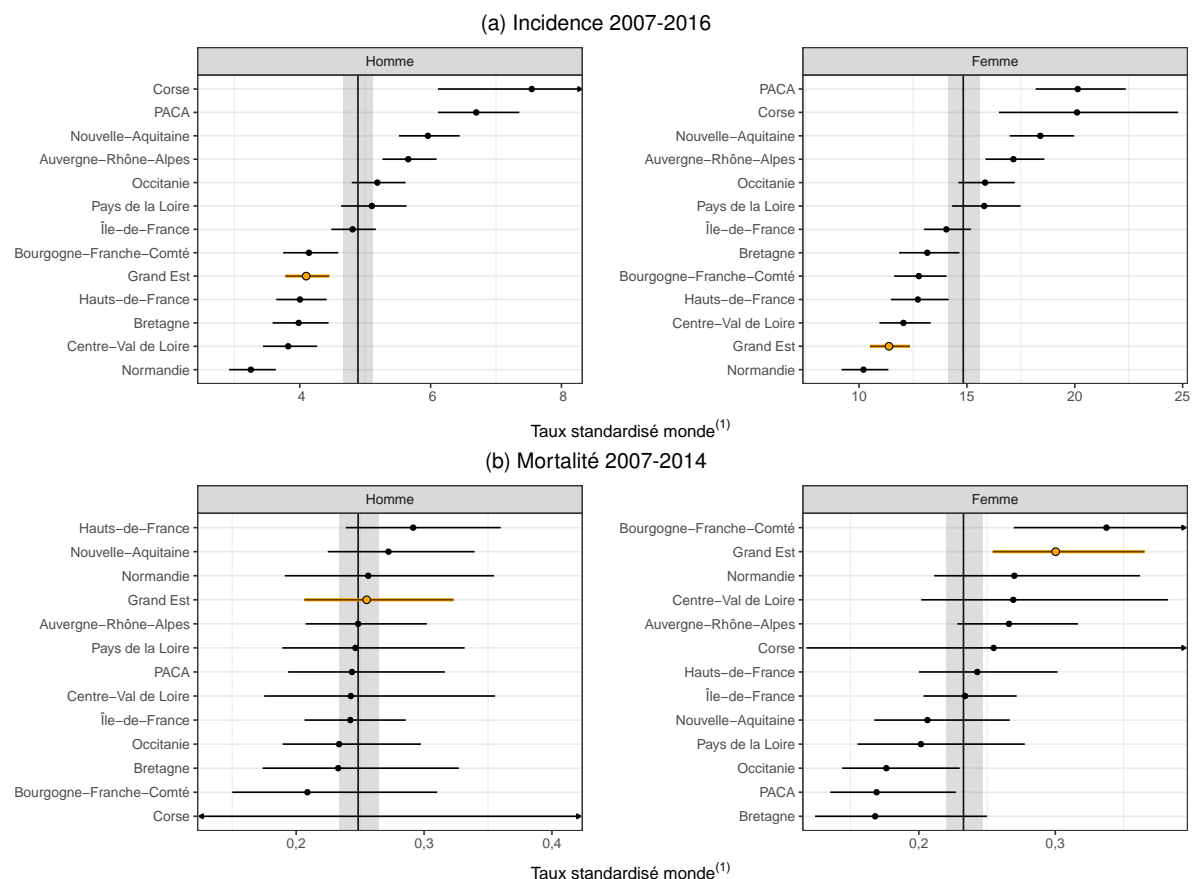 (a) Incidence 2007-2016
Homme
Corse
PACA
Nouvelle−Aquitaine
Auvergne−Rhône−Alpes
Occitanie
Pays de la Loire
Île−de−France
Bourgogne−Franche−Comté
Grand Est
Hauts−de−France
Bretagne
Centre−Val de Loire
Normandie
4 6 8
Femme
PACA
Corse
Nouvelle−Aquitaine
Auvergne−Rhône−Alpes
Occitanie
Pays de la Loire
Île−de−France
Bretagne
Bourgogne−Franche−Comté
Hauts−de−France
Centre−Val de Loire
Grand Est
Normandie
10 15 20 25
Taux standardisé monde(1)
(b) Mortalité 2007-2014
Homme
Hauts−de−France
Nouvelle−Aquitaine
Normandie
Grand Est
Auvergne−Rhône−Alpes
Pays de la Loire
PACA
Centre−Val de Loire
Île−de−France
Occitanie
Bretagne
Bourgogne−Franche−Comté
Corse
0,2 0,3 0,4
Femme
Bourgogne−Franche−Comté
Grand Est
Normandie
Centre−Val de Loire
Auvergne−Rhône−Alpes
Corse
Hauts−de−France
Île−de−France
Nouvelle−Aquitaine
Pays de la Loire
Occitanie
PACA
Bretagne
0,2 0,3
Taux standardisé monde(1)